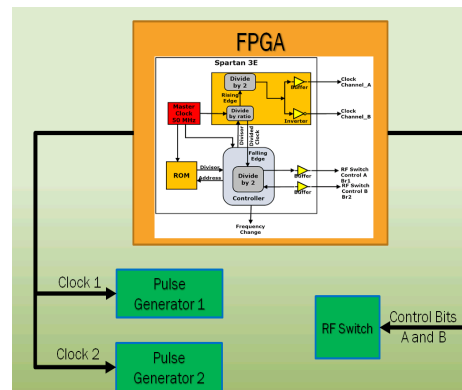 FPGA
Spartan 3E
Divide
by 2
Buffer
Clock
Channel_A
Rising
Edge
Master
Clock
50 MHz
Divide
by ratio
Inverter
Clock
Channel_B
Divisor
Divided
Clock
Falling
Edge
ROM
Divisor
Address
Divide
by 2
Controller
Buffer
RF Switch
Control A
Br1
RF Switch
Control B
Br2
Buffer
Frequency
Change
Clock 1
Pulse
Generator 1
RF Switch
Control Bits
A and B
Clock 2
Pulse
Generator 2